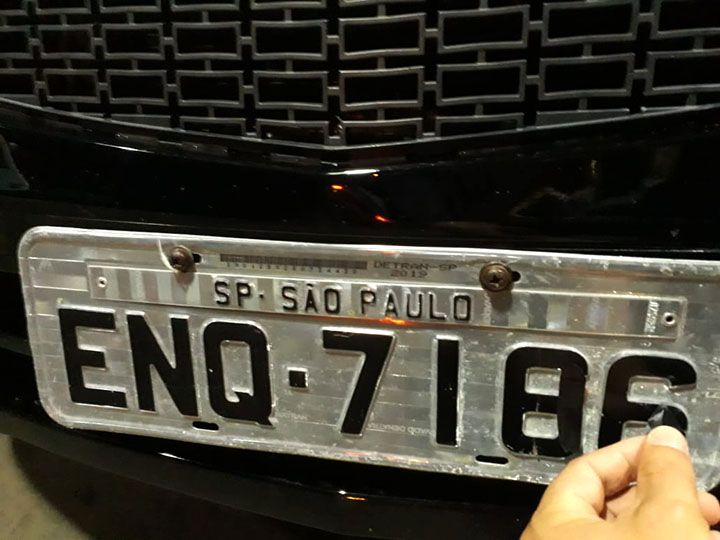 DETRAN-SP
2019
SP· SÃO PAULO
ENQ·7186